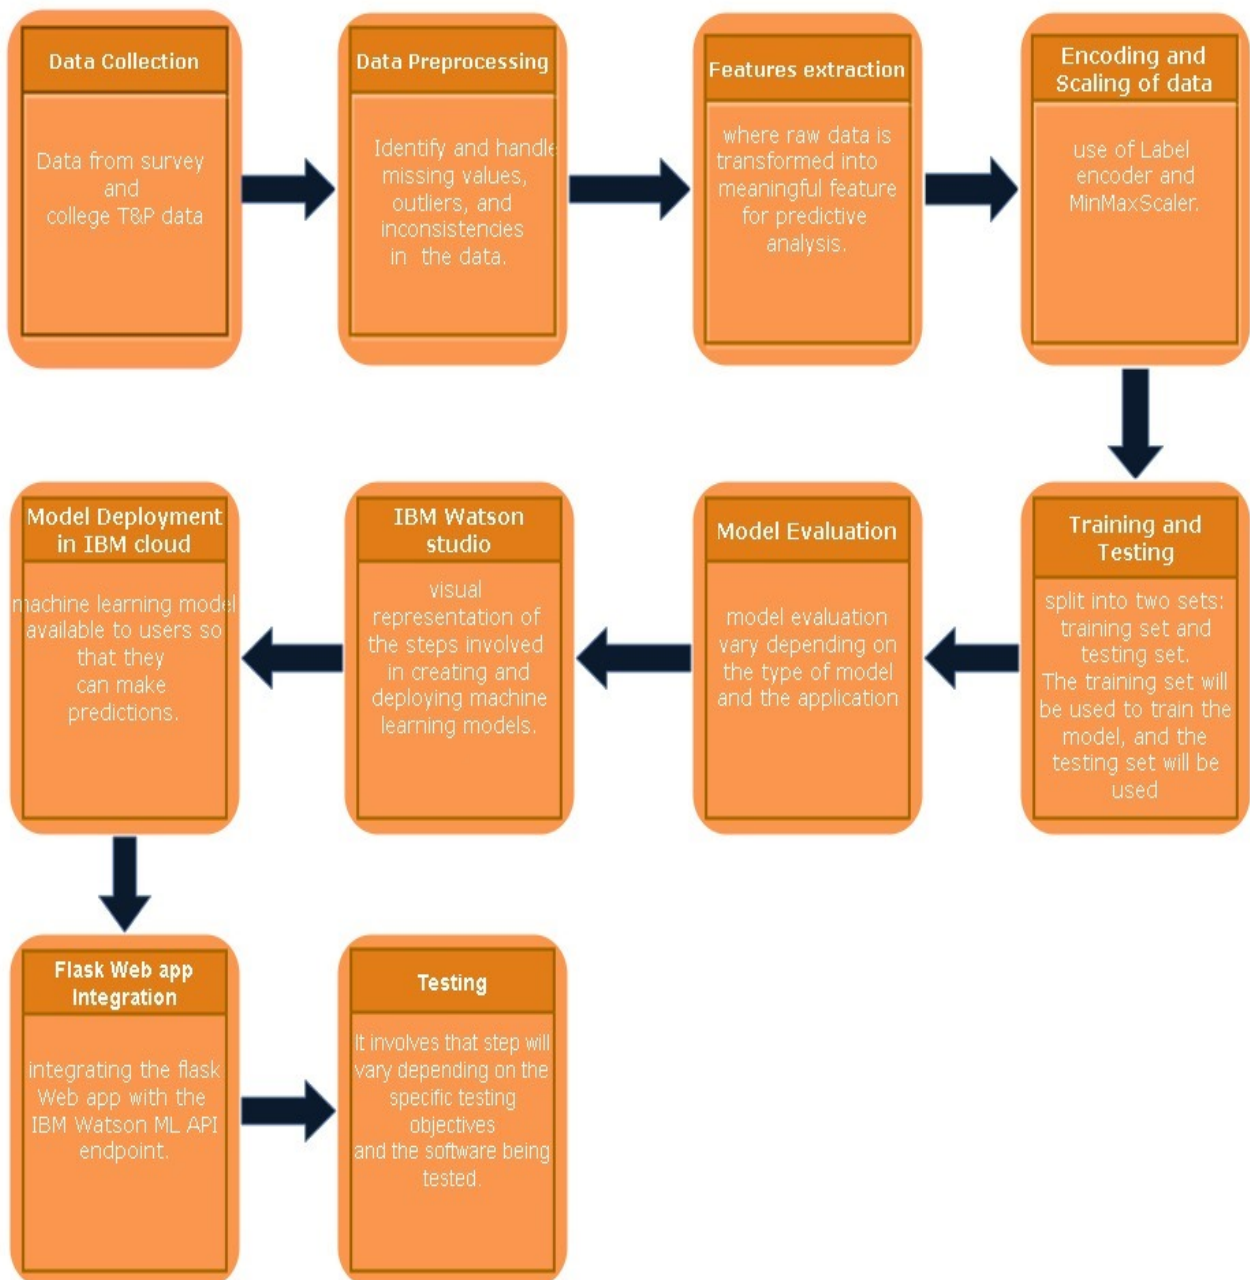 Data Collection
Data from survey
and
college T&P data
Data Preprocessing
Identify and handle
missing values,
outliers, and
inconsistencies
in the data.
Features extraction
where raw data is
transformed into
meaningful feature
for predictive
analysis.
Encoding and
Scaling of data
use of Label
encoder and
MinMaxScaler.
Training and
Testing
split into two sets:
training set and
testing set.
The training set will
be used to train the
model, and the
testing set will be
used
Model Evaluation
model evaluation
vary depending on
the type of model
and the application
IBM Watson
studio
visual
representation of
the steps involved
in creating and
deploying machine
learning models.
Model Deployment
in IBM cloud
machine learning model
available to users so
that they
can make
predictions.
Flask Web app
Integration
integrating the flask
Web app with the
IBM Watson ML API
endpoint.
Testing
It involves that step will
vary depending on the
specific testing
objectives
and the software being
tested.